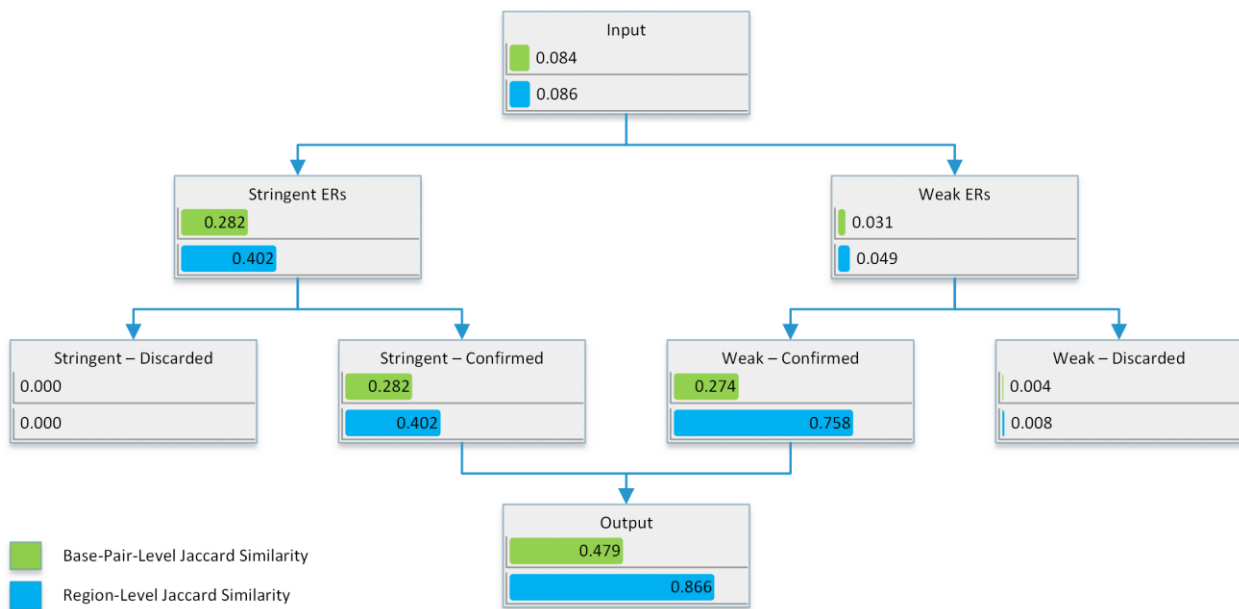 Input
0.084
0.086
Stringent ERs
0.282
0.402
Weak ERs
0.031
0.049
Stringent – Discarded
0.000
0.000
Stringent – Confirmed
0.282
0.402
Weak – Confirmed
0.274
0.758
Weak – Discarded
0.004
0.008
Output
0.479
0.866
Base-Pair-Level Jaccard Similarity
Region-Level Jaccard Similarity